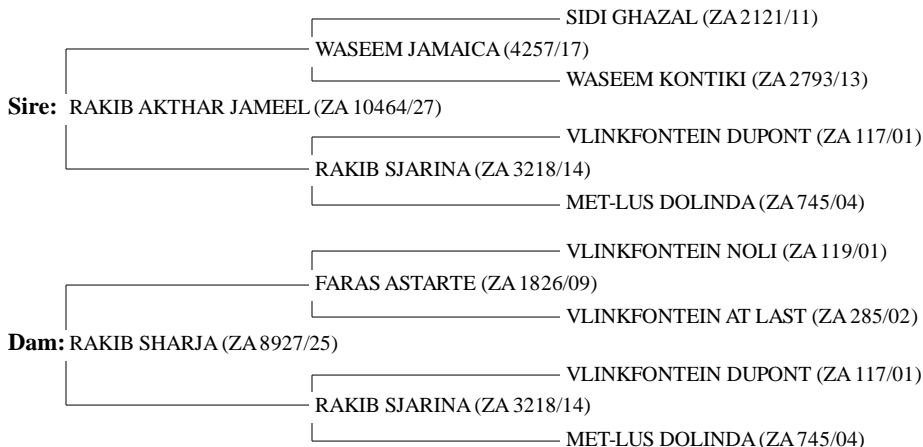 SIDI GHAZAL (ZA 2121/11)
WASEEM JAMAICA (4257/17)
WASEEM KONTIKI (ZA 2793/13)
Sire: RAKIB AKTHAR JAMEEL (ZA 10464/27)
VLINKFONTEIN DUPONT (ZA 117/01)
RAKIB SJARINA (ZA 3218/14)
MET-LUS DOLINDA (ZA 745/04)
VLINKFONTEIN NOLI (ZA 119/01)
FARAS ASTARTE (ZA 1826/09)
VLINKFONTEIN AT LAST (ZA 285/02)
Dam: RAKIB SHARJA (ZA 8927/25)
VLINKFONTEIN DUPONT (ZA 117/01)
RAKIB SJARINA (ZA 3218/14)
MET-LUS DOLINDA (ZA 745/04)